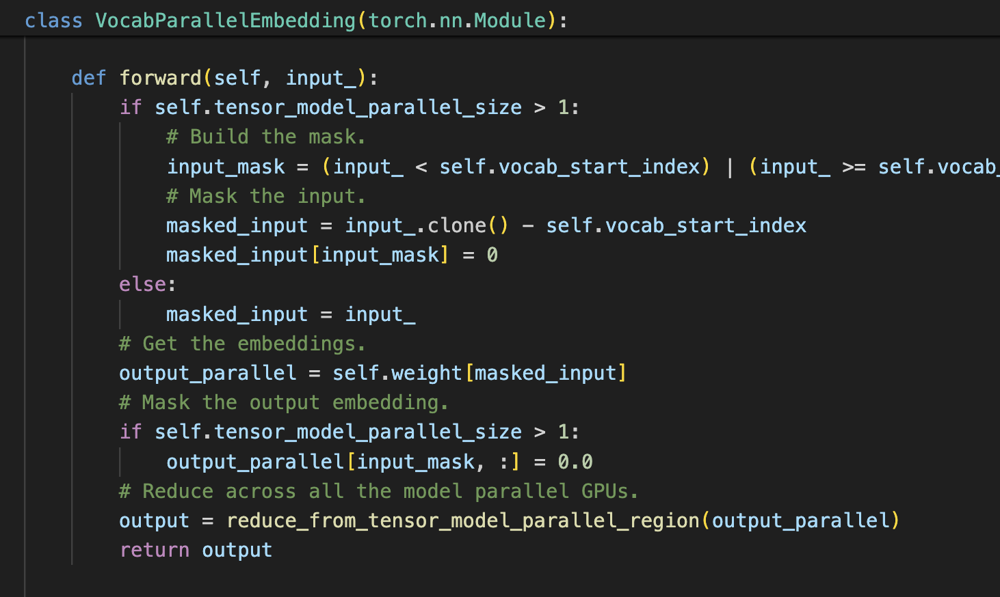 class VocabParallelEmbedding(torch.nn.Module):
def forward(self, input_):
if self.tensor_model_parallel_size > 1:
# Build the mask.
input_mask = (input_ < self.vocab_start_index) | (input_ >= self.vocab_
# Mask the input.
masked_input = input_.clone() - self.vocab_start_index
masked_input[input_mask] = 0
else:
masked_input = input_
# Get the embeddings.
output_parallel = self.weight[masked_input]
# Mask the output embedding.
if self.tensor_model_parallel_size > 1:
output_parallel[input_mask, :] = 0.0
# Reduce across all the model parallel GPUs.
output = reduce_from_tensor_model_parallel_region(output_parallel)
return output